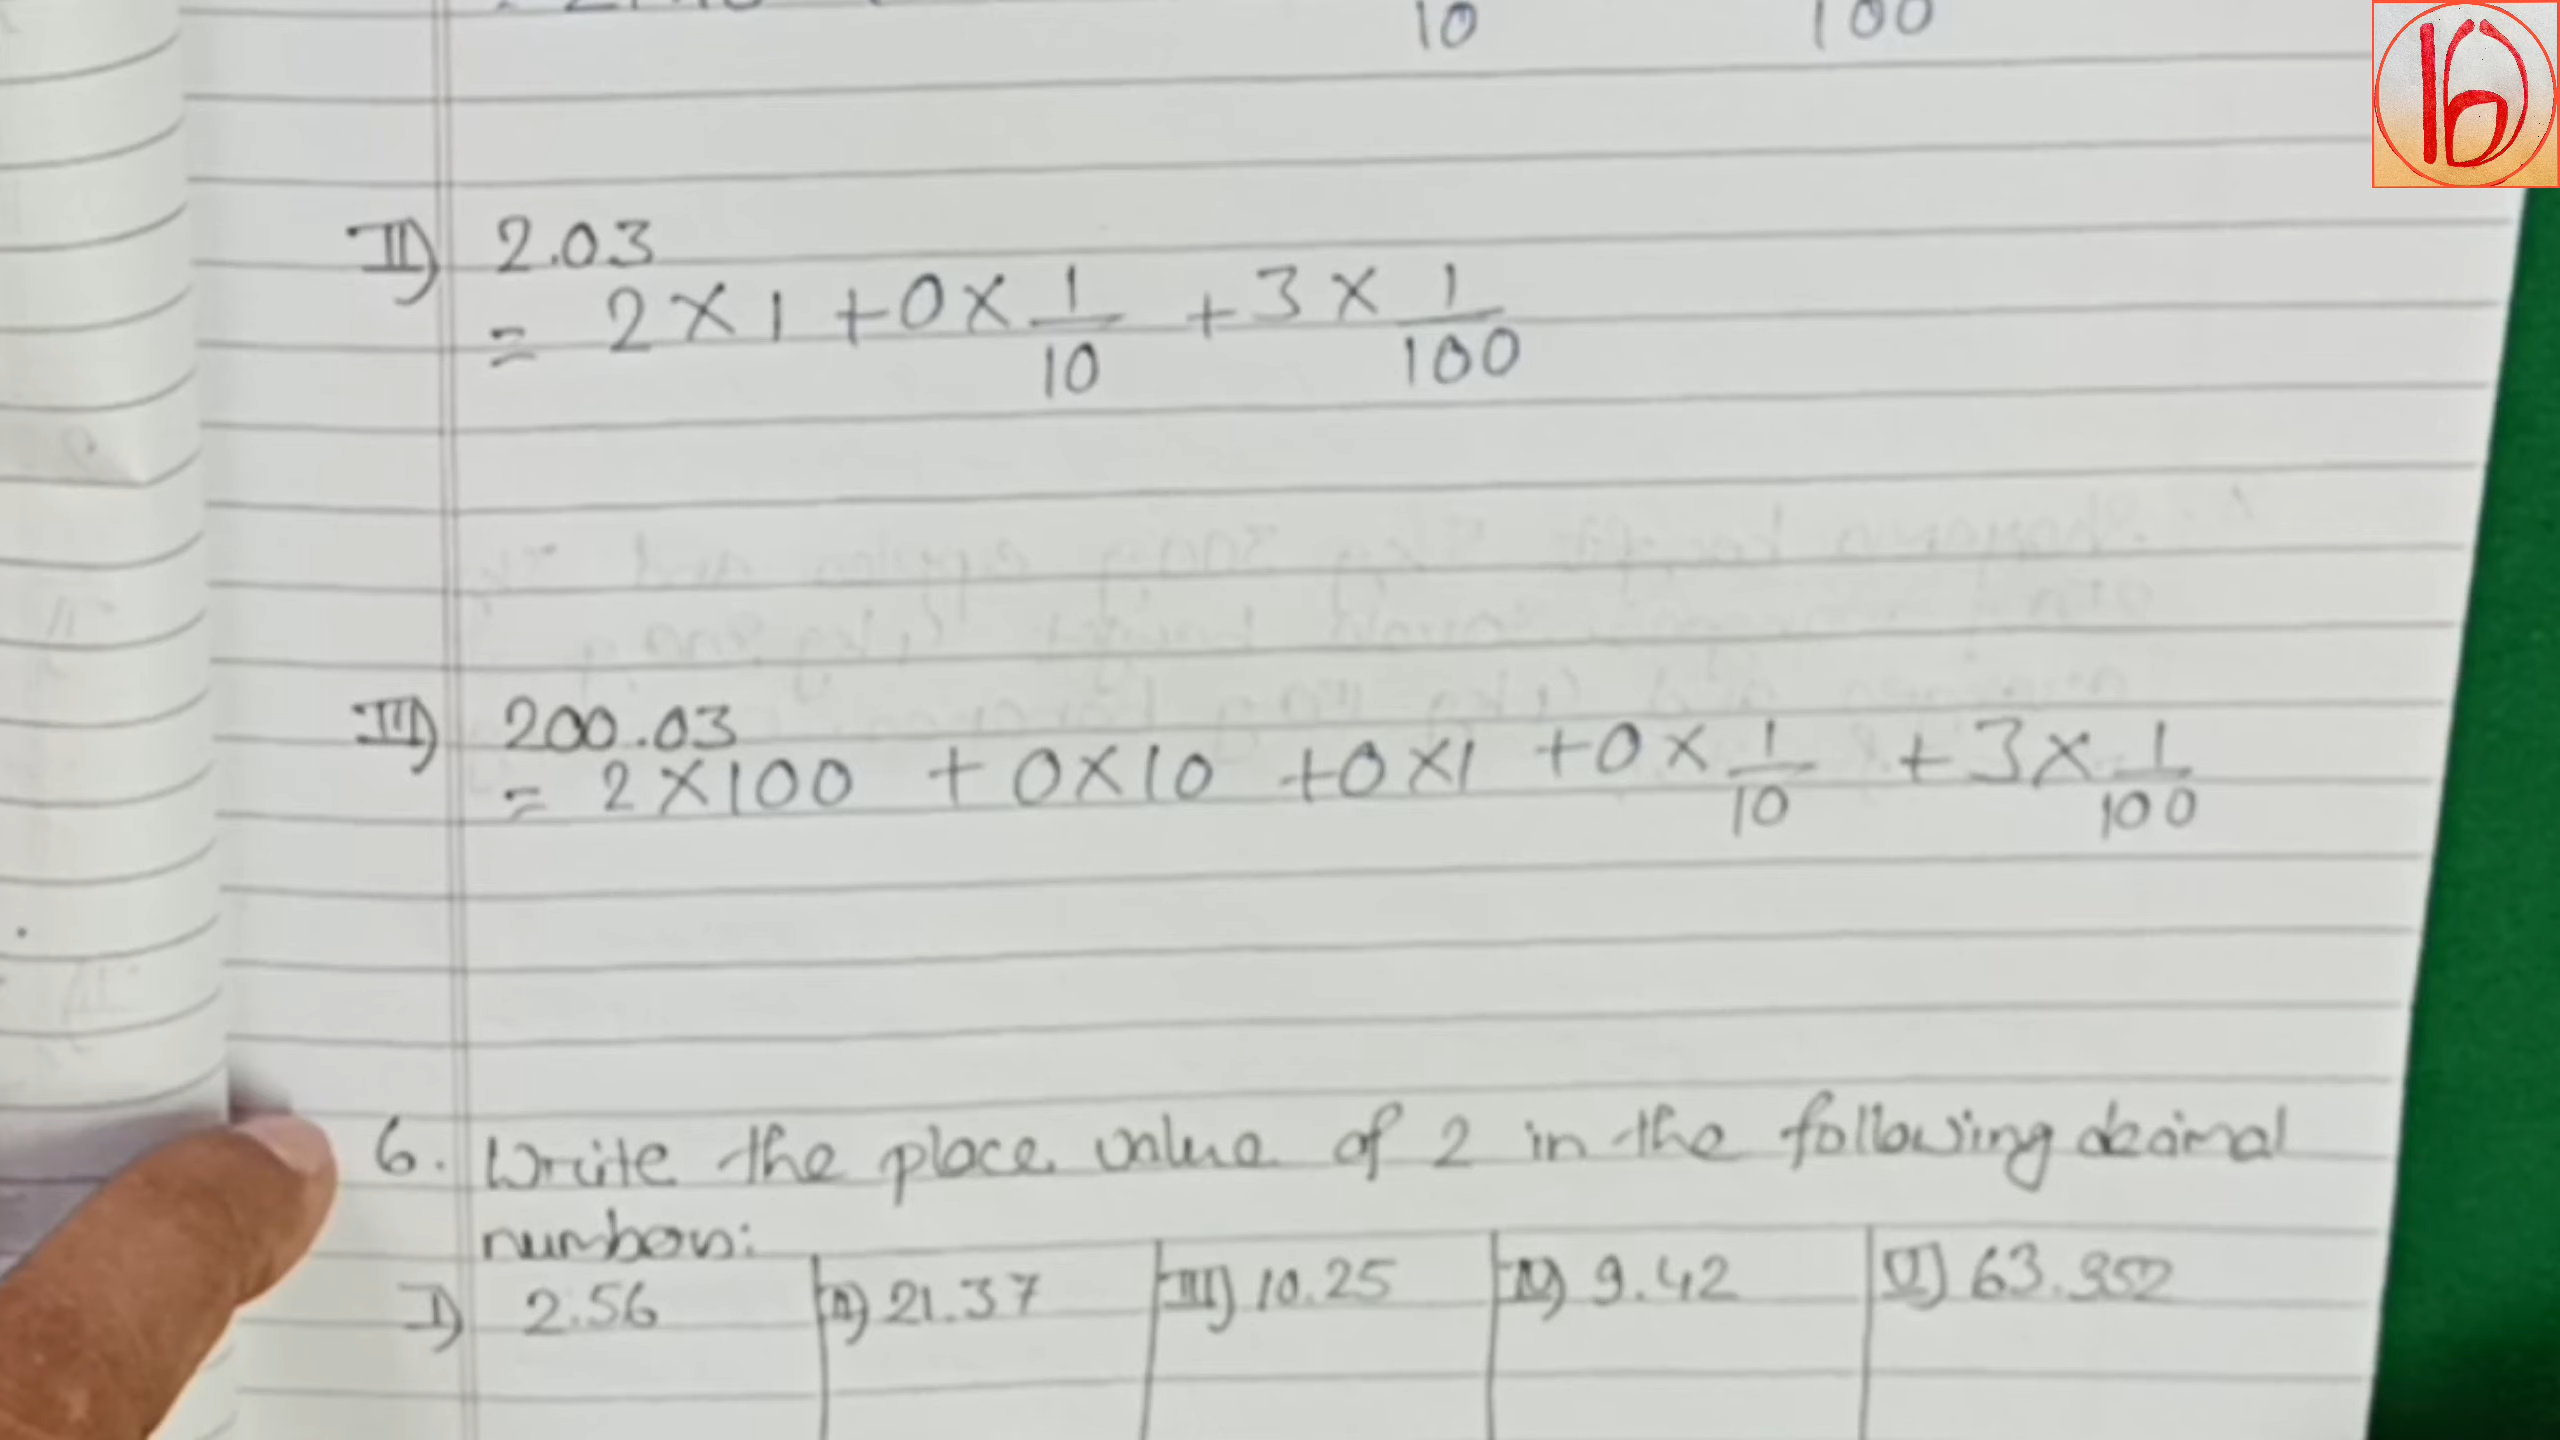 10 100
II) 2.03
= 2 × 1 + 0 × 1/10 + 3 × 1/100
III) 200.03
= 2 × 100 + 0 × 10 + 0 × 1 + 0 × 1/10 + 3 × 1/100
6. Write the place value of 2 in the following decimal
numbers:
I) 2.56 II) 21.37 III) 10.25 IV) 9.42 V) 63.352